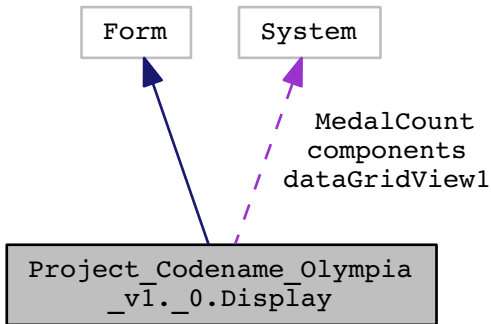 Form
System
MedalCount
components
dataGridView1
Project_Codename_Olympia
_v1._0.Display